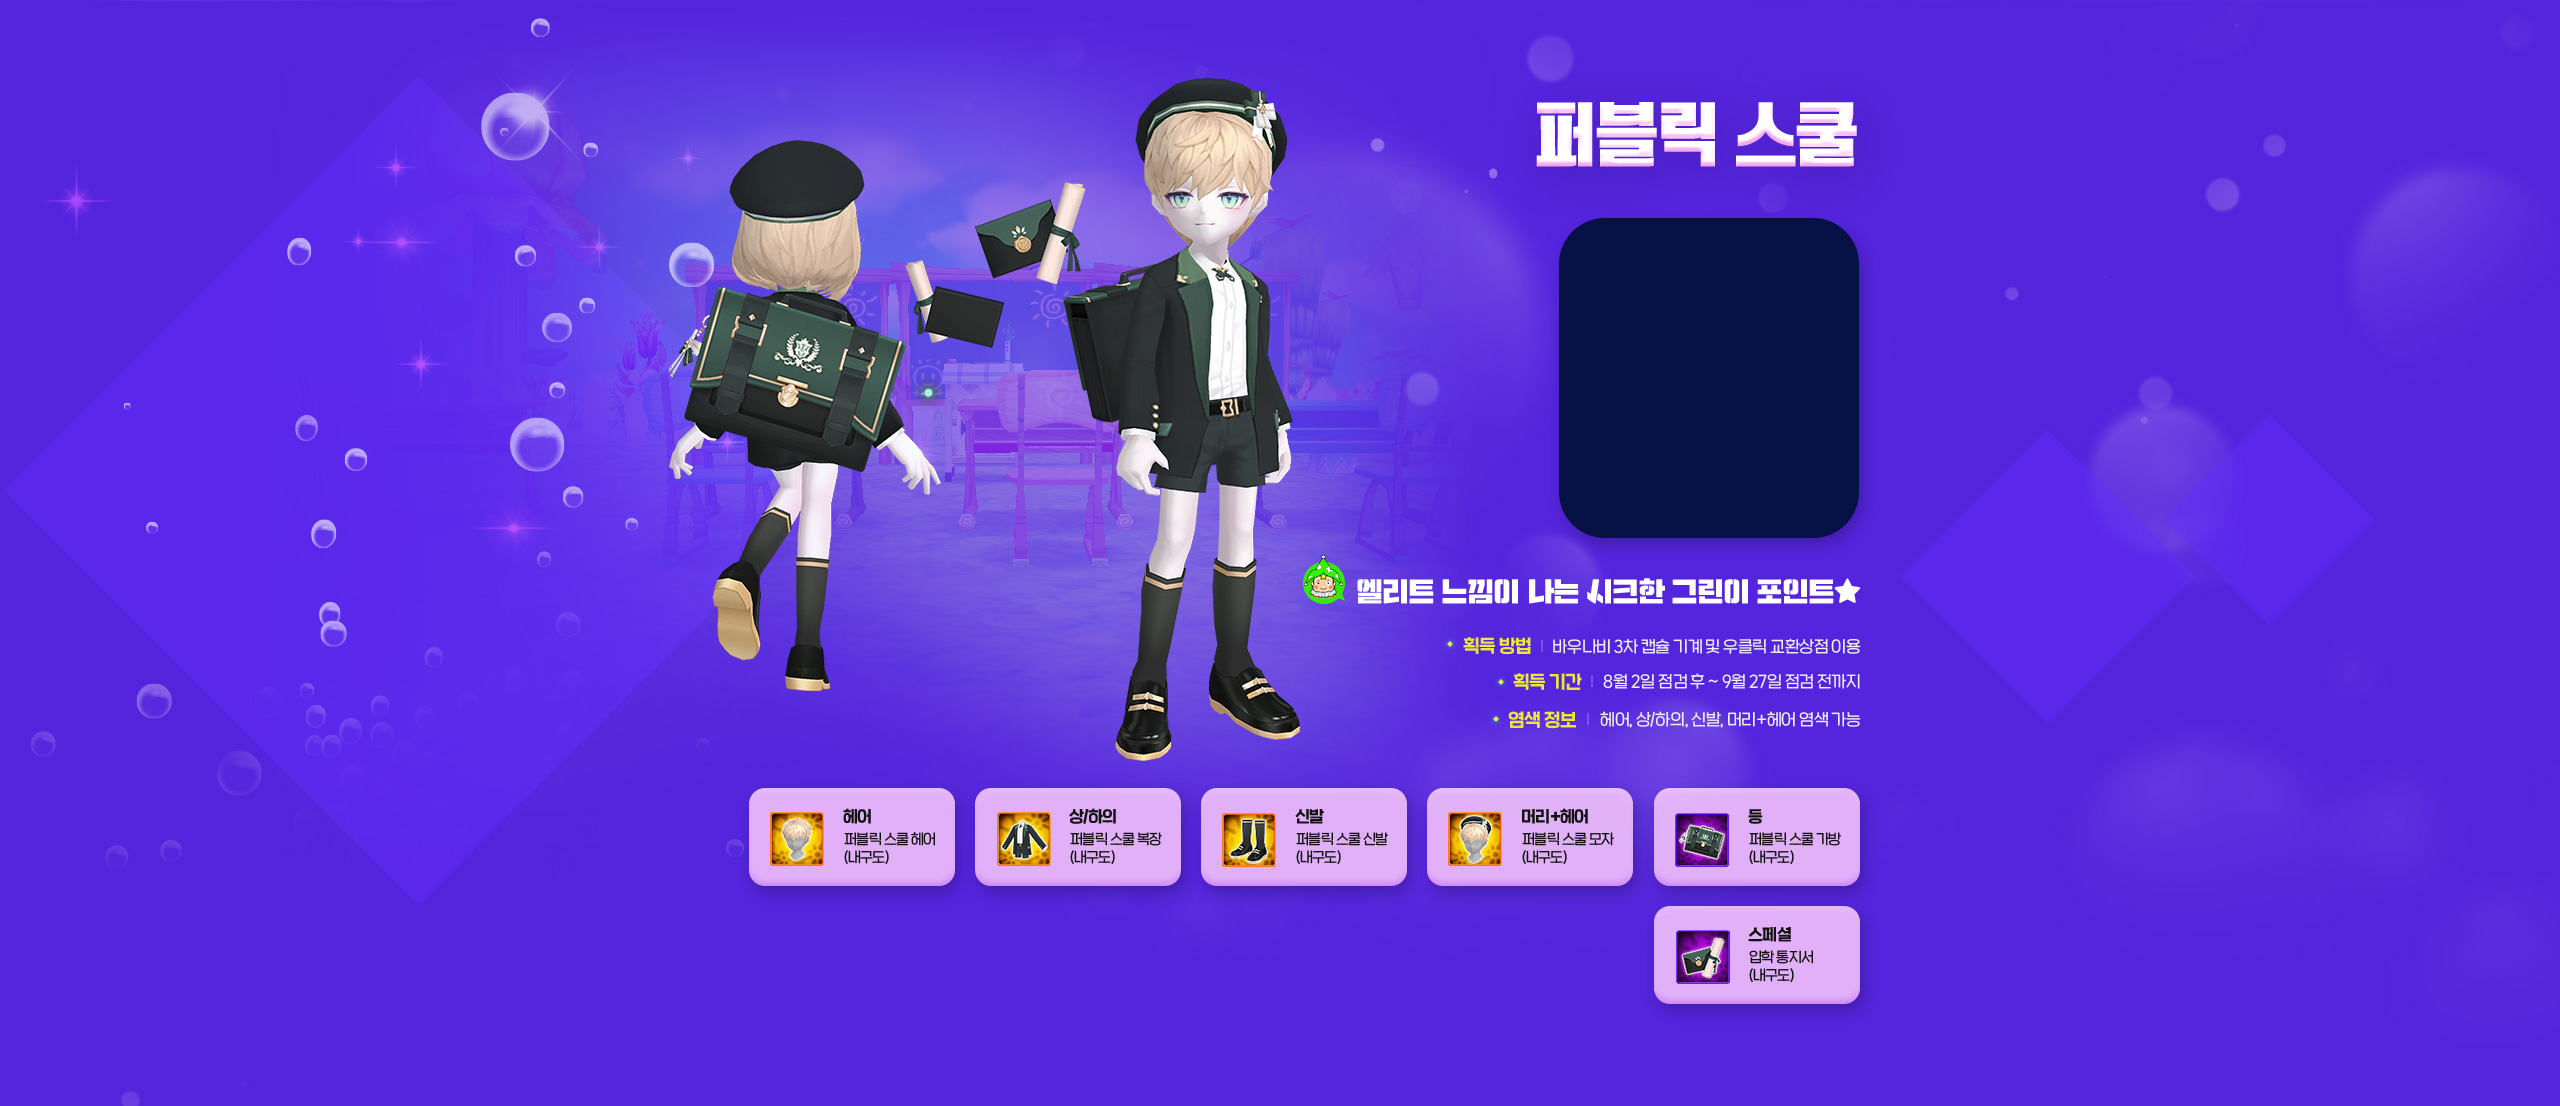 퍼블릭 스쿨
엘리트 느낌이 나는 시크한 그린이 포인트★
획득 방법 | 바우나비 3차 캡슐 기계 및 우클릭 교환상점 이용
획득 기간 | 8월 2일 점검 후 ~ 9월 27일 점검 전까지
염색 정보 | 헤어, 상/하의, 신발, 머리+헤어 염색 가능
헤어
퍼블릭 스쿨 헤어
(내구도)
상/하의
퍼블릭 스쿨 복장
(내구도)
신발
퍼블릭 스쿨 신발
(내구도)
머리+헤어
퍼블릭 스쿨 모자
(내구도)
등
퍼블릭 스쿨 가방
(내구도)
스페셜
입학 통지서
(내구도)